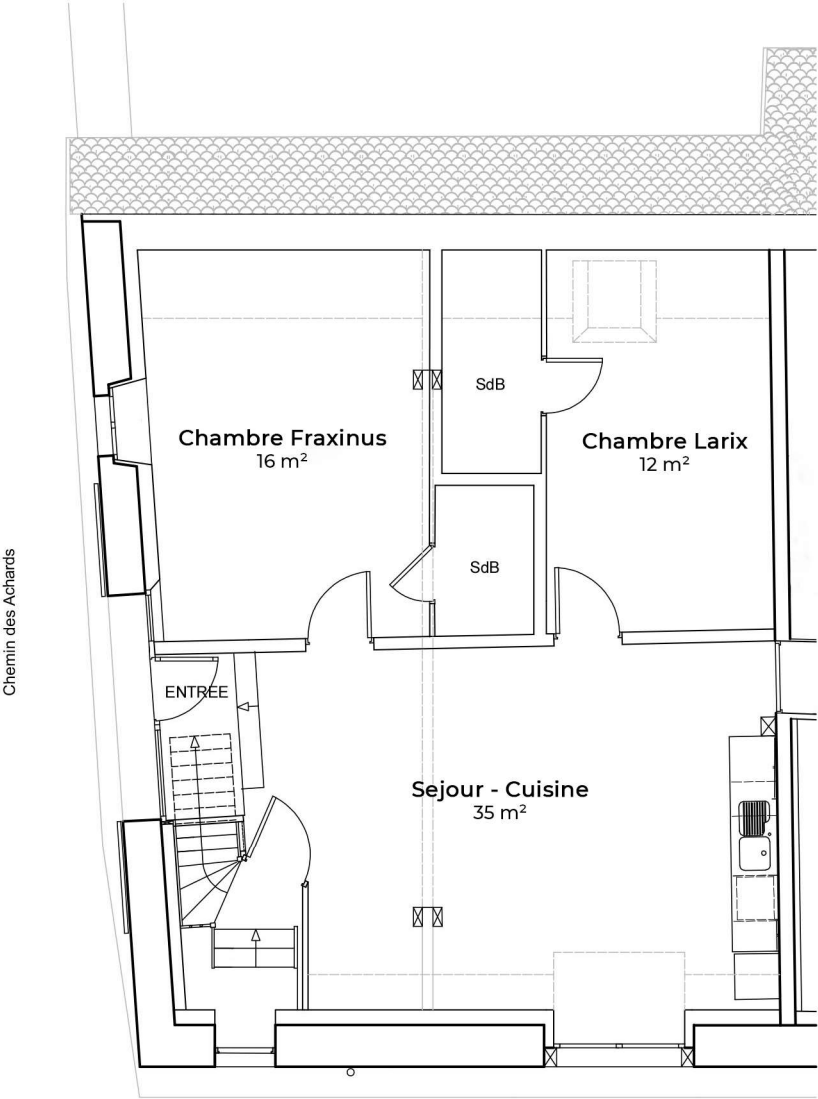 SdB
Chambre Fraxinus
16 m²
Chambre Larix
12 m²
SdB
Chemin des Achards
ENTREE
Sejour - Cuisine
35 m²